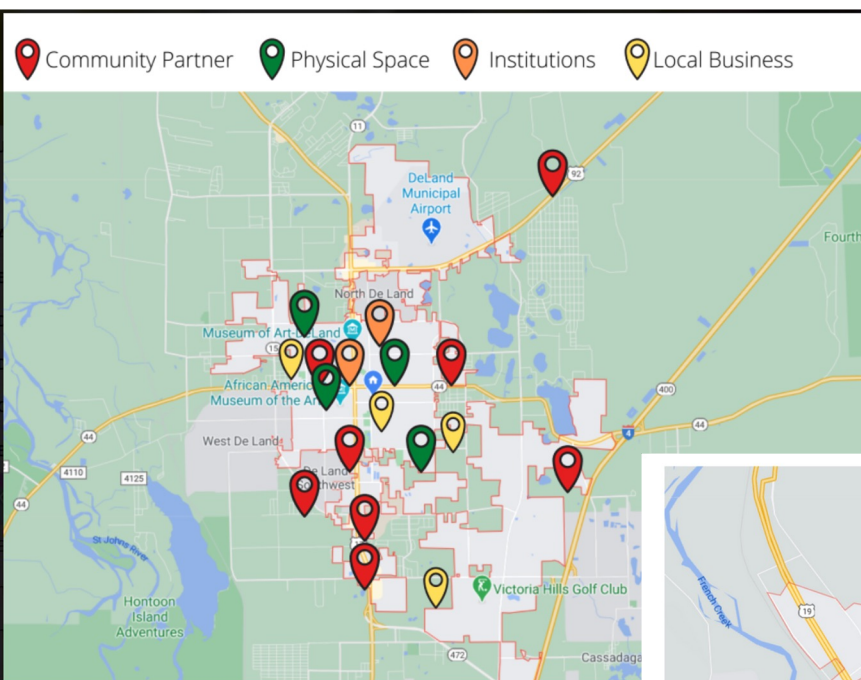 Community Partner
Physical Space
Institutions
Local Business
11
92
DeLand
Municipal
Airport
Fourth
North De Land
Museum of Art-DeLand
15
African Americ
Museum of the Ar
44
400
West De Land
44
44
4
4110
4125
De Land
Southwest
44
St Johns River
Victoria Hills Golf Club
Hontoon
Island
Adventures
472
Cassadaga
French Creek
19